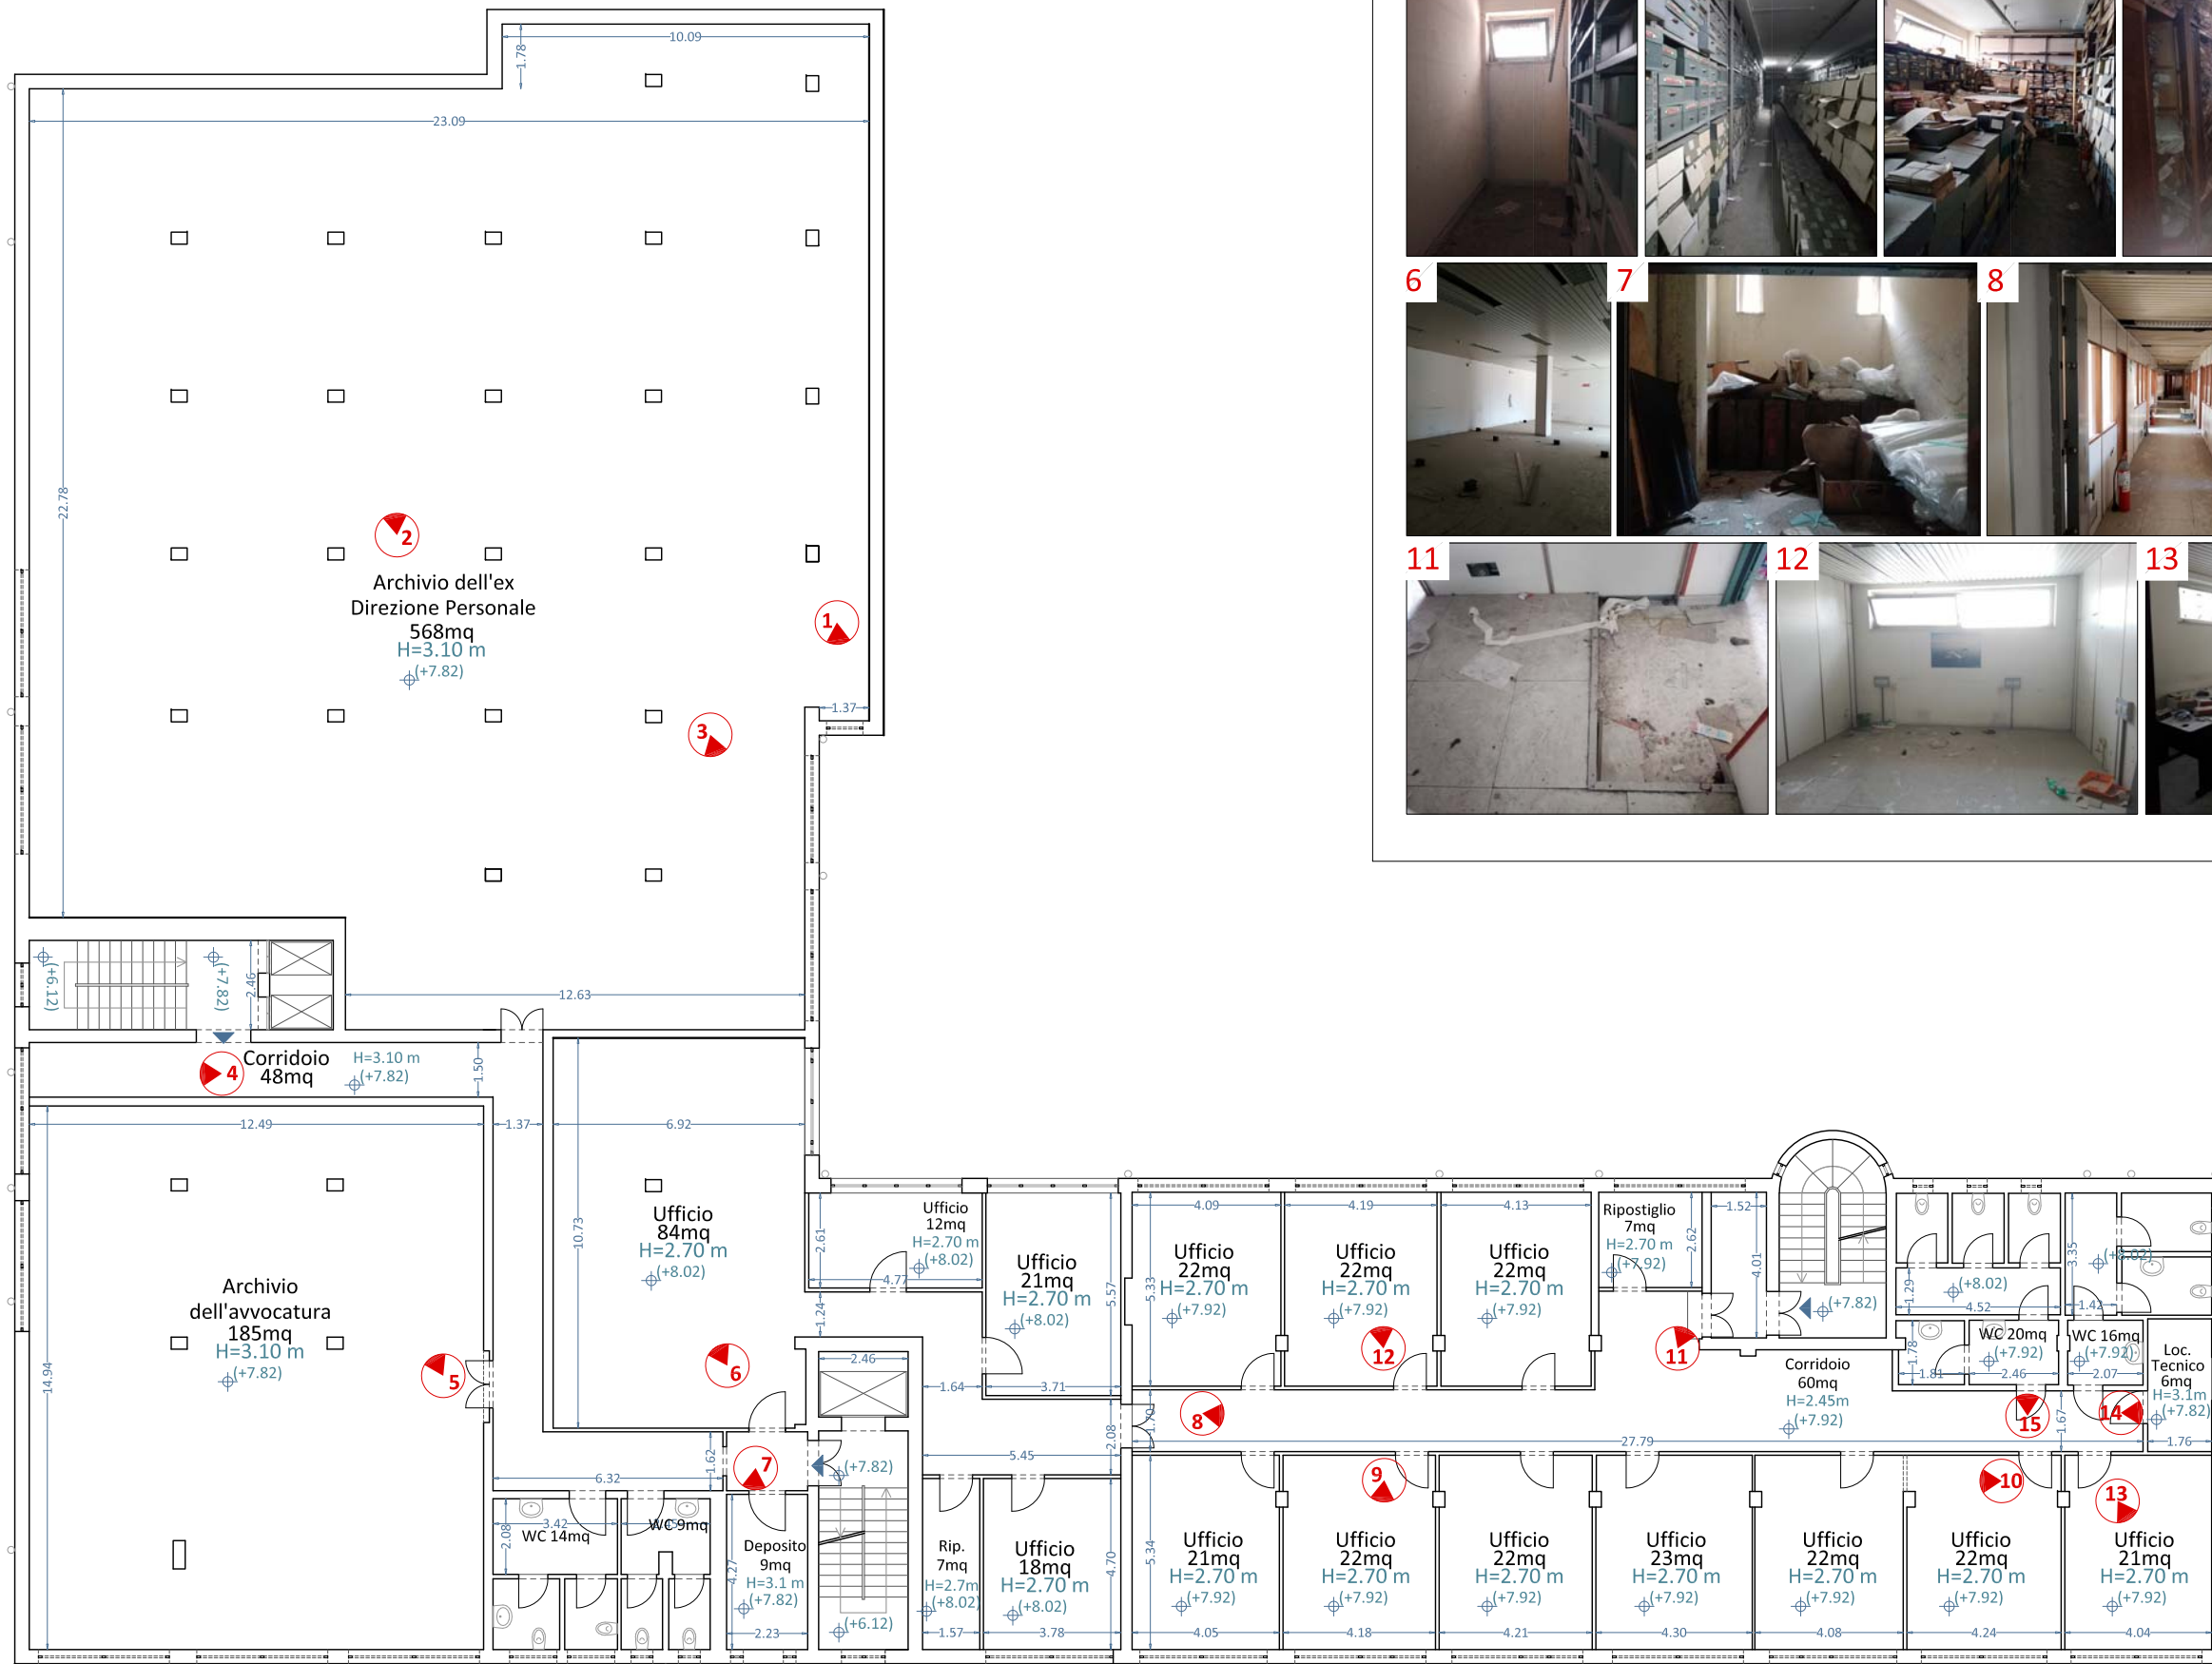 10.09
1.78
23.09
22.78
2
Archivio dell'ex
Direzione Personale
568mq
H=3.10 m
(+7.82)
1
1.37
3
(+6.12)
(+7.82)
2.46
12.63
4
Corridoio
48mq
H=3.10 m
(+7.82)
1.50
12.49
1.37
6.92
10.73
Ufficio
84mq
H=2.70 m
(+8.02)
Archivio
dell'avvocatura
185mq
H=3.10 m
(+7.82)
14.94
5
6
7
1.62
6.32
3.42
2.08
WC 14mq
WC 9mq
Deposito
9mq
H=3.1 m
(+7.82)
4.27
2.23
2.46
(+7.82)
(+6.12)
Ufficio
12mq
H=2.70 m
(+8.02)
2.61
4.77
1.24
Ufficio
21mq
H=2.70 m
(+8.02)
5.57
1.64
3.71
2.08
5.45
Rip.
7mq
H=2.7m
(+8.02)
1.57
Ufficio
18mq
H=2.70 m
(+8.02)
4.70
3.78
4.09
5.33
Ufficio
22mq
H=2.70 m
(+7.92)
4.19
Ufficio
22mq
H=2.70 m
(+7.92)
12
4.13
Ufficio
22mq
H=2.70 m
(+7.92)
Ripostiglio
7mq
H=2.70 m
(+7.92)
2.62
1.52
4.01
11
(+7.82)
Corridoio
60mq
H=2.45m
(+7.92)
8
1.70
27.79
1.29
(+8.02)
4.52
3.35
(+8.02)
1.42
1.78
WC 20mq
(+7.92)
1.81
2.46
WC 16mq
(+7.92)
2.07
Loc.
Tecnico
6mq
H=3.1m
(+7.82)
1.76
15
14
1.67
5.34
Ufficio
21mq
H=2.70 m
(+7.92)
4.05
9
Ufficio
22mq
H=2.70 m
(+7.92)
4.18
Ufficio
22mq
H=2.70 m
(+7.92)
4.21
Ufficio
23mq
H=2.70 m
(+7.92)
4.30
Ufficio
22mq
H=2.70 m
(+7.92)
4.08
10
Ufficio
22mq
H=2.70 m
(+7.92)
4.24
13
Ufficio
21mq
H=2.70 m
(+7.92)
4.04
6
7
8
11
12
13